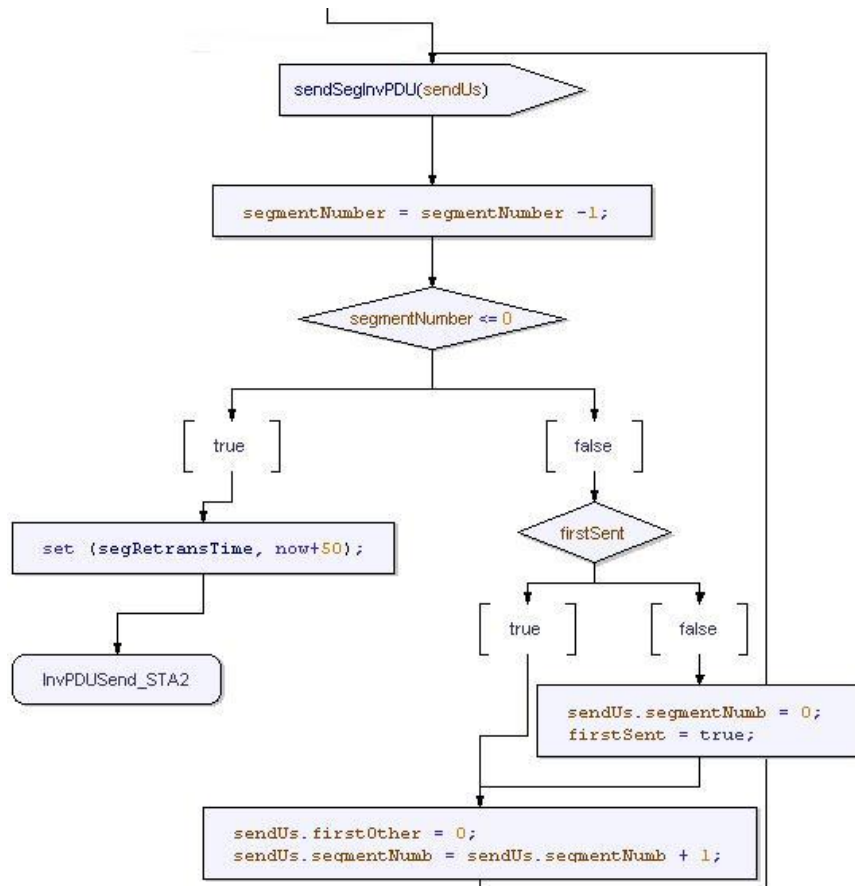 sendSegInvPDU(sendUs)
segmentNumber = segmentNumber -1;
segmentNumber <= 0
true
false
set (segRetransTime, now+50);
firstSent
true
false
InvPDUSend_STA2
sendUs.segmentNumb = 0;
firstSent = true;
sendUs.firstOther = 0;
sendUs.segmentNumb = sendUs.segmentNumb + 1;